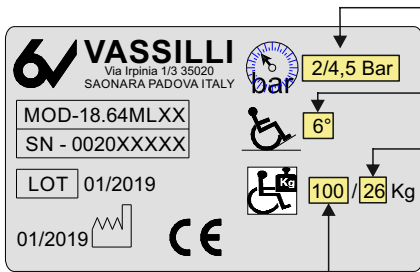 VASSILLI
Via Irpinia 1/3 35020
SAONARA PADOVA ITALY
bar
2/4,5 Bar
MOD-18.64MLXX
SN - 0020XXXXX
6°
LOT 01/2019
Kg
100 / 26 Kg
01/2019
CE